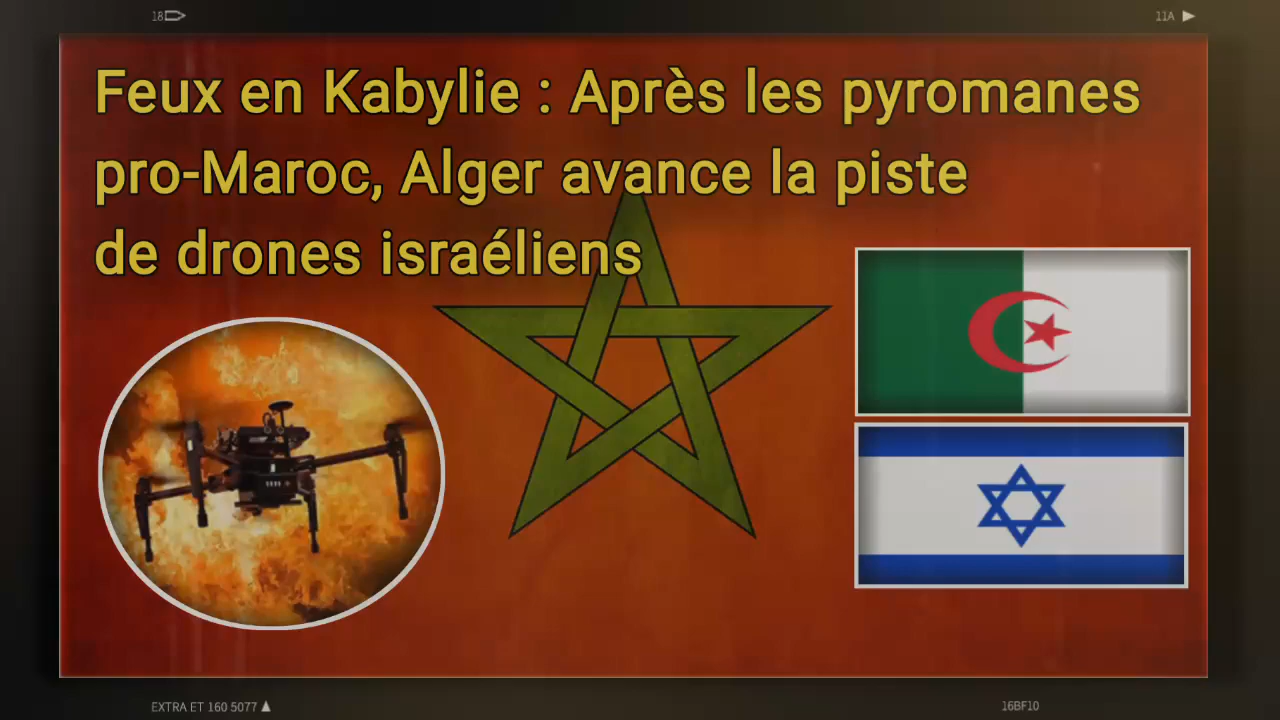 18
11A
Feux en Kabylie : Après les pyromanes
pro-Maroc, Alger avance la piste
de drones israéliens
EXTRA ET 160 5077
16BF10